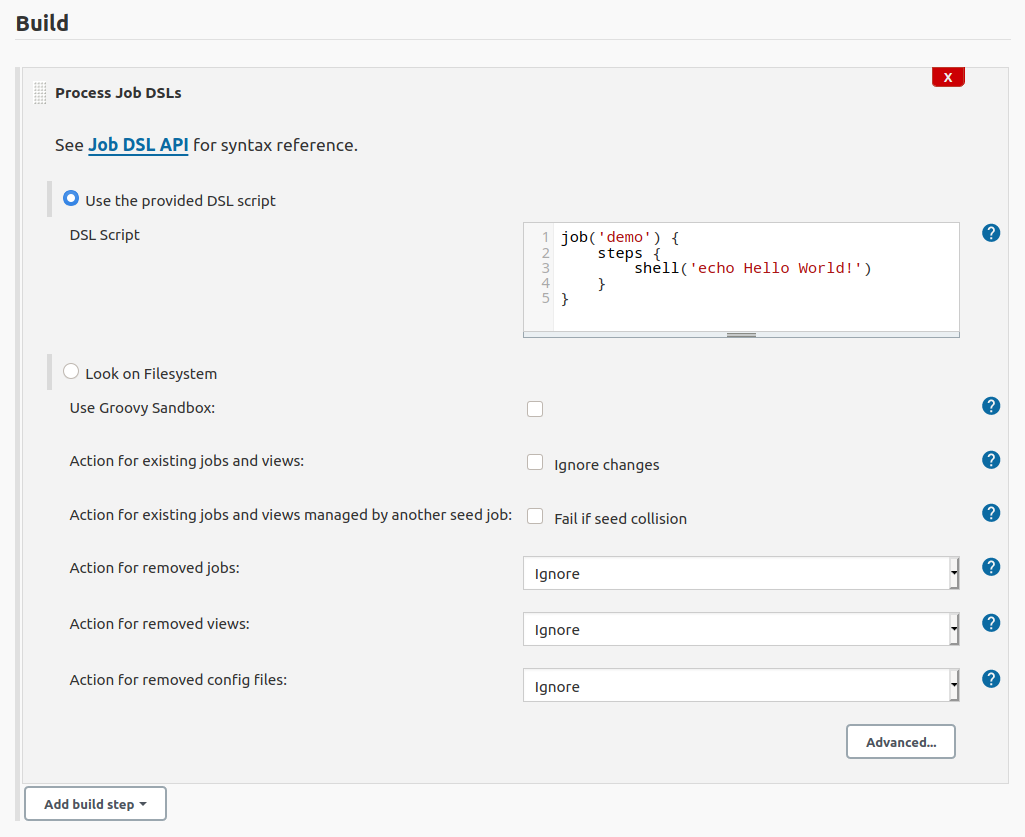 Build
X
Process Job DSLs
See Job DSL API for syntax reference.
Use the provided DSL script
DSL Script
?
1 job('demo') {
2     steps {
3         shell('echo Hello World!')
4     }
5 }
Look on Filesystem
Use Groovy Sandbox: ?
Action for existing jobs and views: Ignore changes ?
Action for existing jobs and views managed by another seed job: Fail if seed collision ?
Action for removed jobs: Ignore ?
Action for removed views: Ignore ?
Action for removed config files: Ignore ?
Advanced...
Add build step